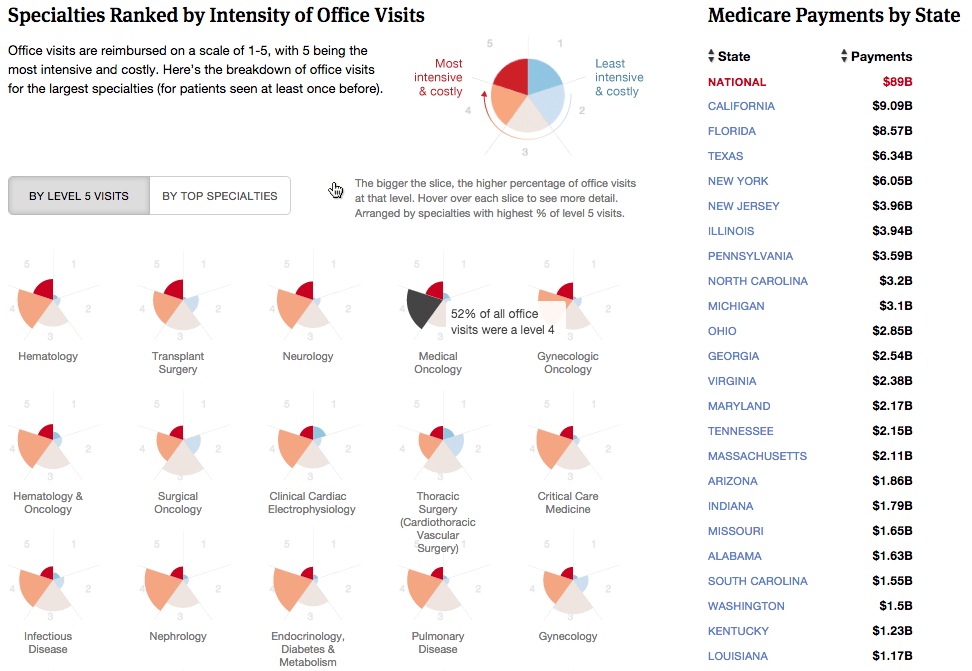 Specialties Ranked by Intensity of Office Visits
Office visits are reimbursed on a scale of 1-5, with 5 being the
most intensive and costly. Here's the breakdown of office visits
for the largest specialties (for patients seen at least once before).
5 1
Most
intensive
& costly
Least
intensive
& costly
4 2
3
BY LEVEL 5 VISITS BY TOP SPECIALTIES
The bigger the slice, the higher percentage of office visits
at that level. Hover over each slice to see more detail.
Arranged by specialties with highest % of level 5 visits.
5 1 5 1 5 1 5 1 5 1
4 2 4 2 4 2 4 2
52% of all office
visits were a level 4
3 3 3 3
Hematology
Transplant
Surgery
Neurology
Medical
Oncology
Gynecologic
Oncology
5 1 5 1 5 1 5 1 5 1
4 2 4 2 4 2 4 2 4 2
3 3 3 3 3
Hematology &
Oncology
Surgical
Oncology
Clinical Cardiac
Electrophysiology
Thoracic
Surgery
(Cardiothoracic
Vascular
Surgery)
Critical Care
Medicine
5 1 5 1 5 1 5 1 5 1
4 2 4 2 4 2 4 2 4 2
3 3 3 3 3
Infectious
Disease
Nephrology
Endocrinology,
Diabetes &
Metabolism
Pulmonary
Disease
Gynecology
Medicare Payments by State
State Payments
NATIONAL $89B
CALIFORNIA $9.09B
FLORIDA $8.57B
TEXAS $6.34B
NEW YORK $6.05B
NEW JERSEY $3.96B
ILLINOIS $3.94B
PENNSYLVANIA $3.59B
NORTH CAROLINA $3.2B
MICHIGAN $3.1B
OHIO $2.85B
GEORGIA $2.54B
VIRGINIA $2.38B
MARYLAND $2.17B
TENNESSEE $2.15B
MASSACHUSETTS $2.11B
ARIZONA $1.86B
INDIANA $1.79B
MISSOURI $1.65B
ALABAMA $1.63B
SOUTH CAROLINA $1.55B
WASHINGTON $1.5B
KENTUCKY $1.23B
LOUISIANA $1.17B